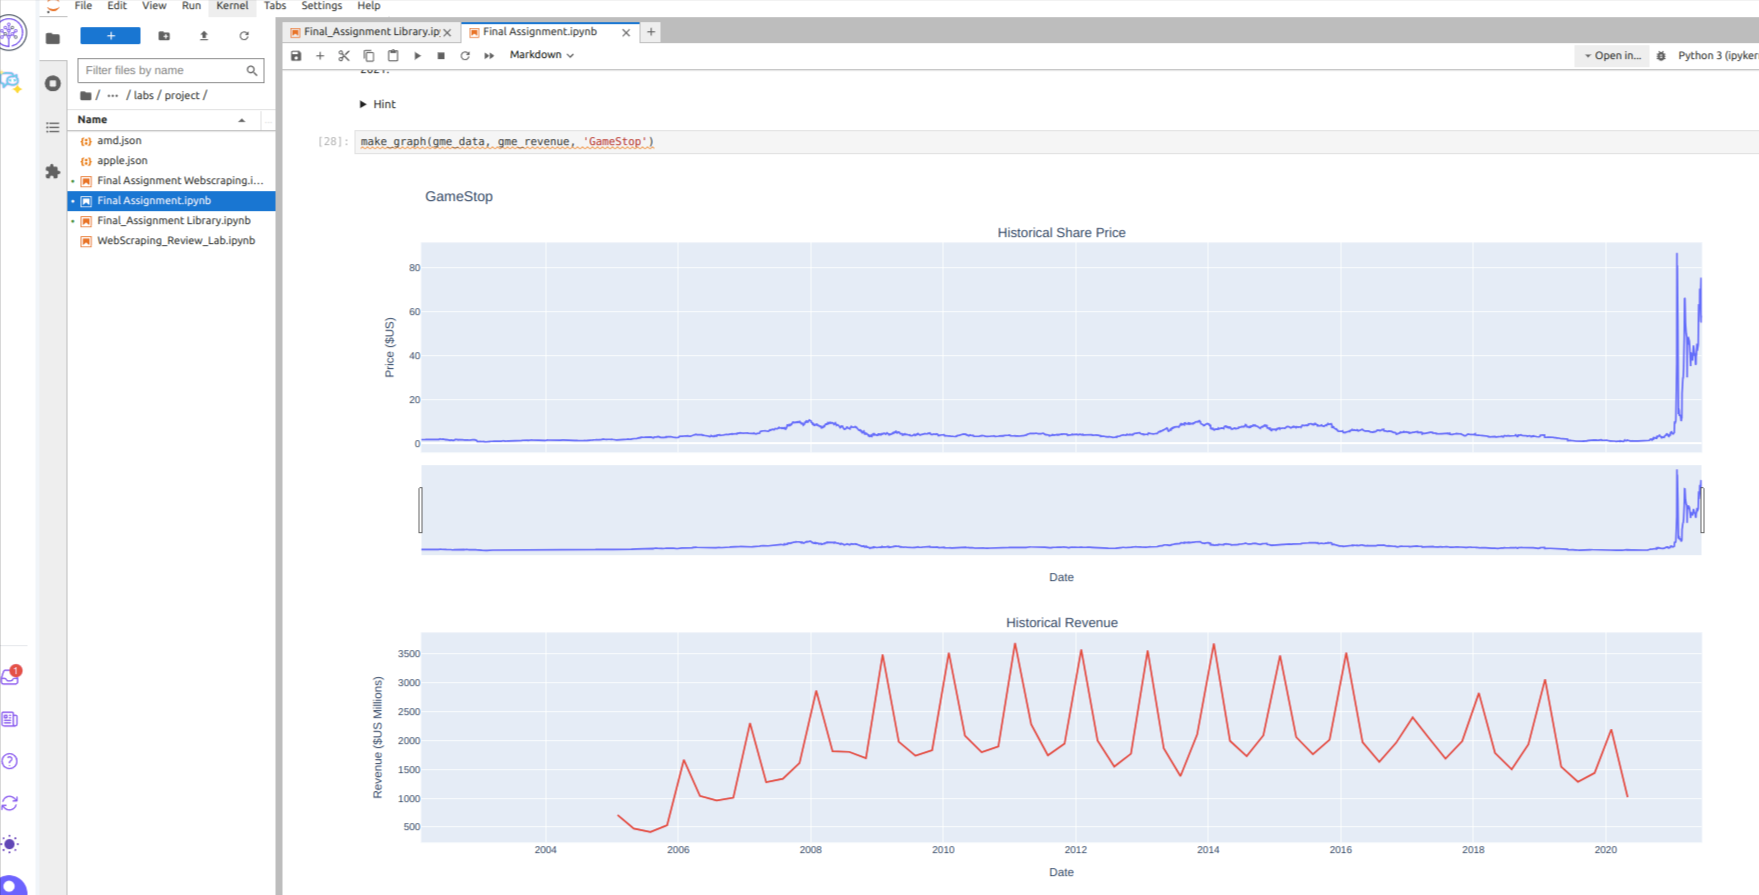 File Edit View Run Kernel Tabs Settings Help
Final_Assignment Library.ip
Final Assignment.ipynb
Markdown
Open in...
Python 3 (ipyker
Filter files by name
/ ··· / labs / project /
Name
amd.json
apple.json
Final Assignment Webscraping.i...
Final Assignment.ipynb
Final_Assignment Library.ipynb
WebScraping_Review_Lab.ipynb
2021.
Hint
[28]: make_graph(gme_data, gme_revenue, 'GameStop')
GameStop
Historical Share Price
80
60
40
20
0
Price ($US)
Date
Historical Revenue
3500
3000
2500
2000
1500
1000
500
Revenue ($US Millions)
2004 2006 2008 2010 2012 2014 2016 2018 2020
Date
1